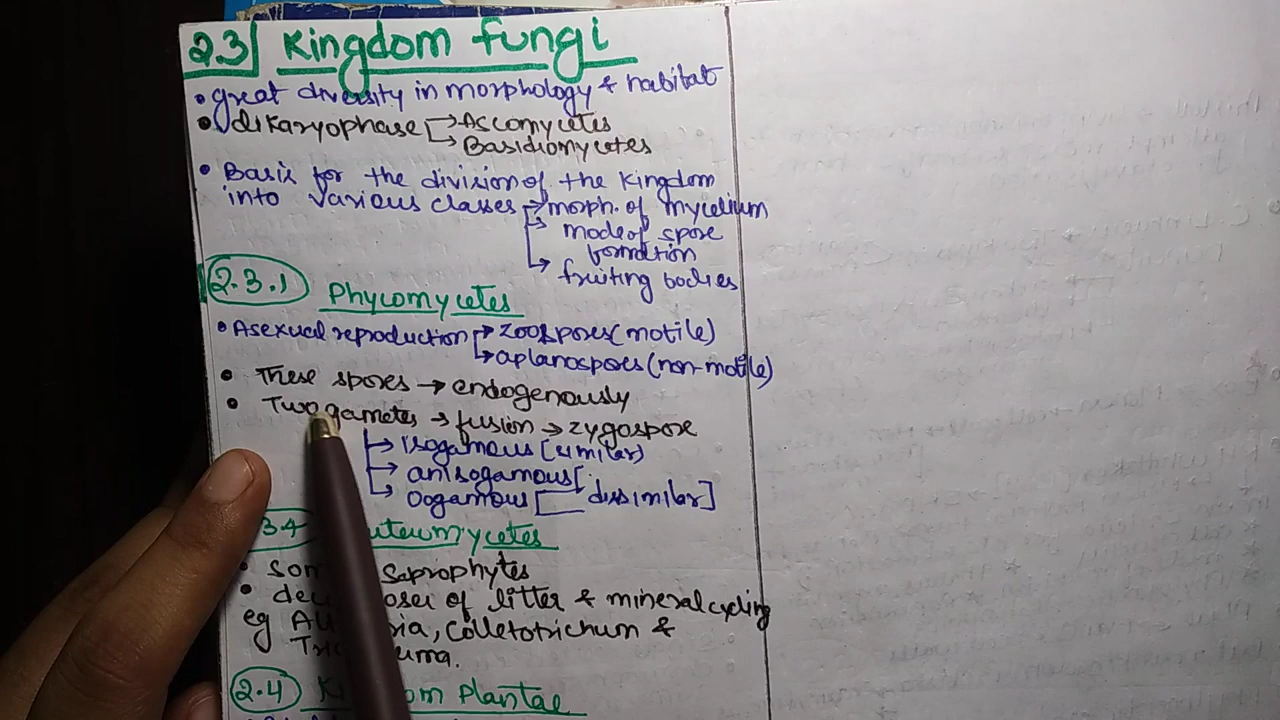 2.3 Kingdom fungi
• great diversity in morphology & habitat
• dikaryophase → Ascomycetes
→ Basidiomycetes
• Basis for the division of the Kingdom
into various classes → morph. of mycelium
→ mode of spore
formation
→ fruiting bodies
2.3.1 Phycomycetes
• Asexual reproduction → zoospores (motile)
→ aplanospores (non-motile)
• These spores → endogenously
• Two gametes → fusion → zygospore
→ isogamous [similar)
→ anisogamous [
→ Oogamous [ dissimilar]
• saprophytes
• of litter & mineral cycling
eg Colletotrichum &
2.4 Plantae